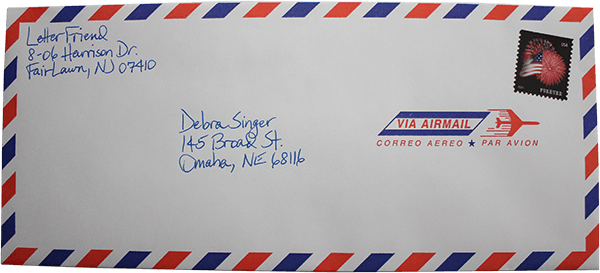 Letter Friend
8-06 Harrison Dr.
Fair Lawn, NJ 07410
USA
FOREVER
Debra Singer
145 Broad St.
Omaha, NE 68116
VIA AIRMAIL
CORREO AEREO ★ PAR AVION